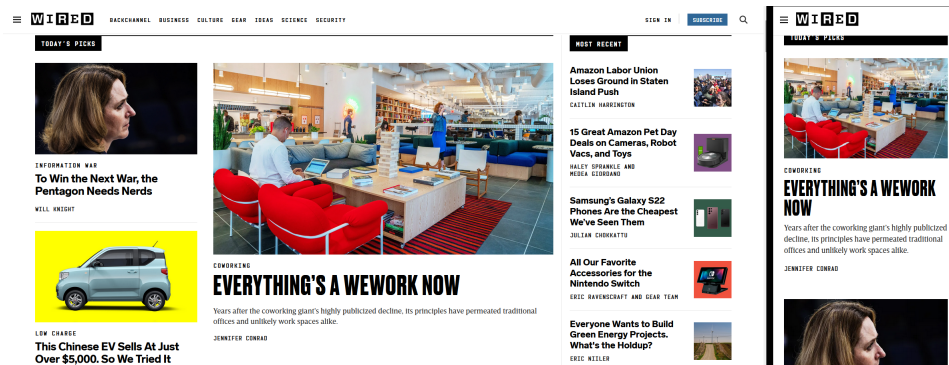 WIRED
BACKCHANNEL BUSINESS CULTURE GEAR IDEAS SCIENCE SECURITY
SIGN IN
SUBSCRIBE
TODAY'S PICKS
INFORMATION WAR
To Win the Next War, the
Pentagon Needs Nerds
WILL KNIGHT
LOW CHARGE
This Chinese EV Sells At Just
Over $5,000. So We Tried It
COWORKING
EVERYTHING'S A WEWORK NOW
Years after the coworking giant's highly publicized decline, its principles have permeated traditional
offices and unlikely work spaces alike.
JENNIFER CONRAD
MOST RECENT
Amazon Labor Union
Loses Ground in Staten
Island Push
CAITLIN HARRINGTON
15 Great Amazon Pet Day
Deals on Cameras, Robot
Vacs, and Toys
HALEY SPRANKLE AND
MEDEA GIORDANO
Samsung's Galaxy S22
Phones Are the Cheapest
We've Seen Them
JULIAN CHOKKATTU
All Our Favorite
Accessories for the
Nintendo Switch
ERIC RAVENSCRAFT AND GEAR TEAM
Everyone Wants to Build
Green Energy Projects.
What's the Holdup?
ERIC NIILER
WIRED
TODAY'S PICKS
COWORKING
EVERYTHING'S A WEWORK
NOW
Years after the coworking giant's highly publicized
decline, its principles have permeated traditional
offices and unlikely work spaces alike.
JENNIFER CONRAD